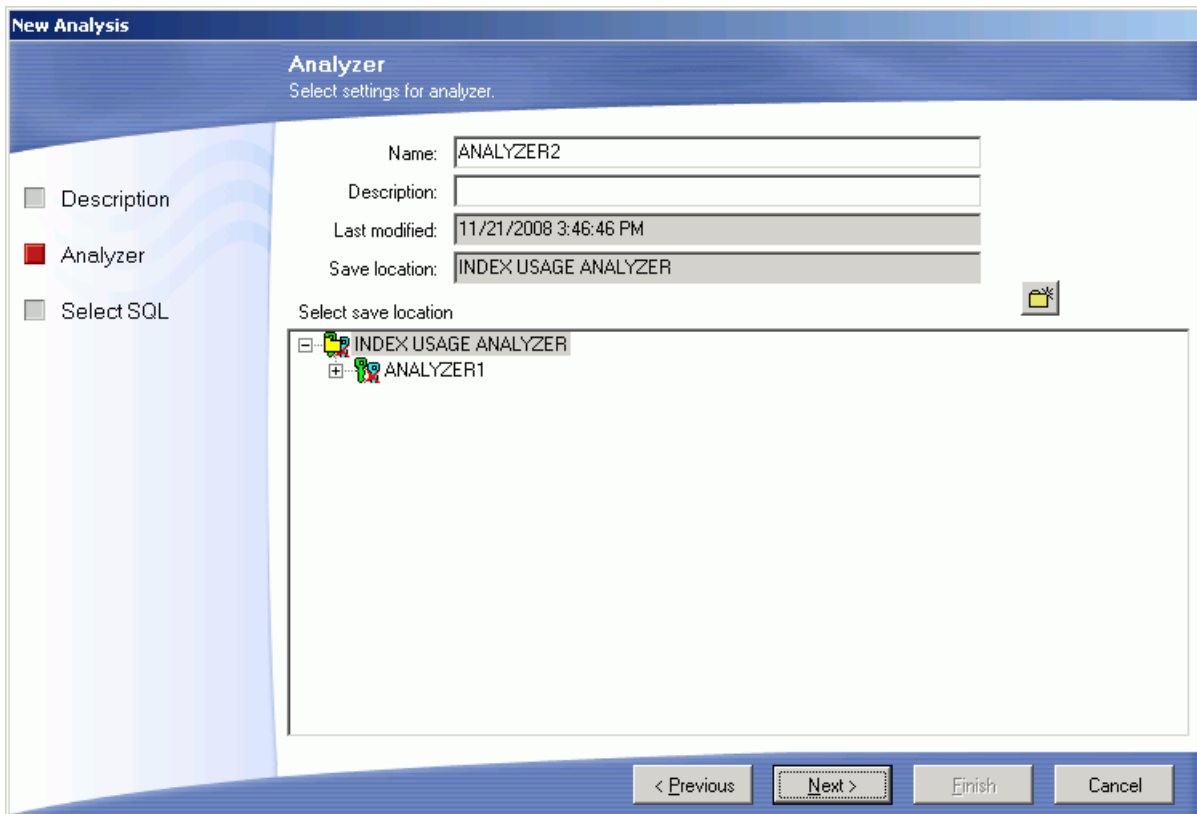 New Analysis
Analyzer
Select settings for analyzer.
Description
Analyzer
Select SQL
Name: ANALYZER2
Description:
Last modified: 11/21/2008 3:46:46 PM
Save location: INDEX USAGE ANALYZER
Select save location
INDEX USAGE ANALYZER
ANALYZER1
< Previous Next > Finish Cancel